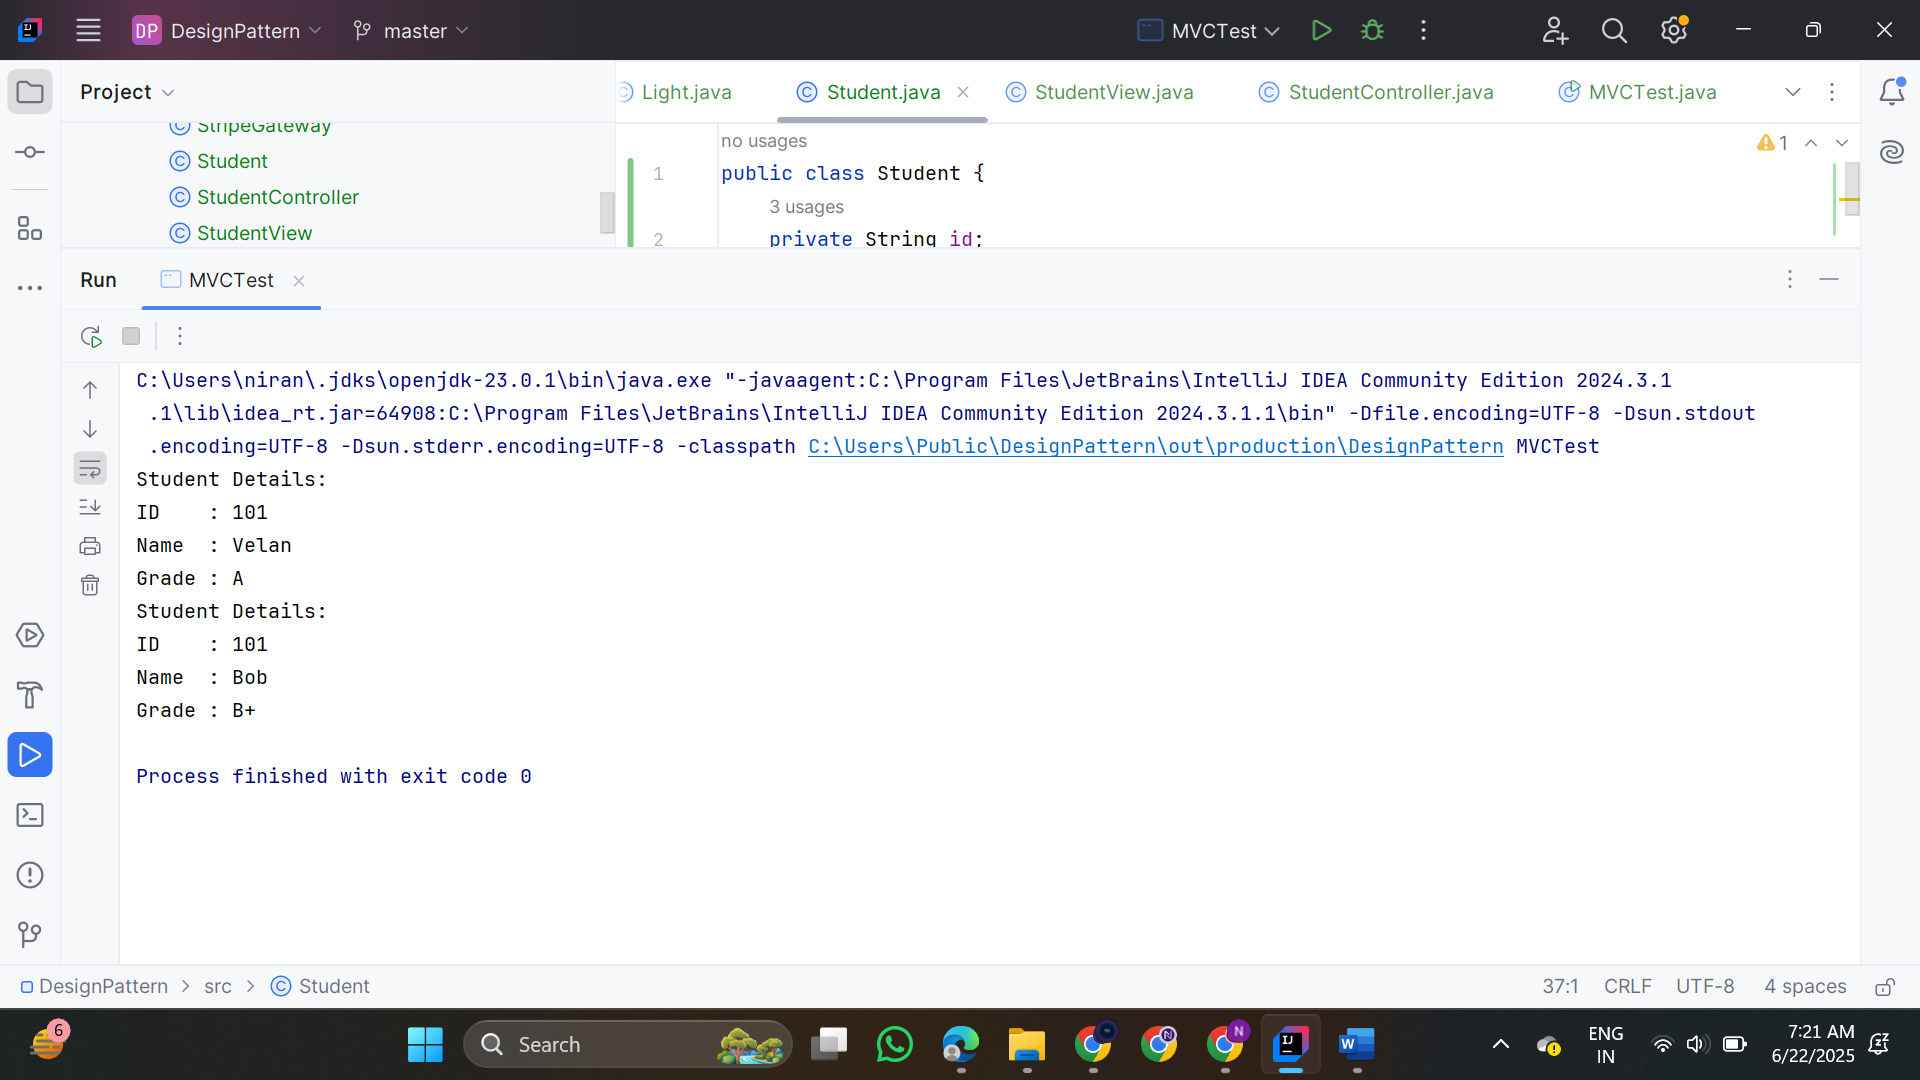 DP DesignPattern master MVCTest
Project
Light.java Student.java StudentView.java StudentController.java MVCTest.java
StripeGateway
Student
StudentController
StudentView
no usages
1
1 public class Student {
3 usages
2 private String id;
Run MVCTest
C:\Users\niran\.jdks\openjdk-23.0.1\bin\java.exe "-javaagent:C:\Program Files\JetBrains\IntelliJ IDEA Community Edition 2024.3.1
.1\lib\idea_rt.jar=64908:C:\Program Files\JetBrains\IntelliJ IDEA Community Edition 2024.3.1.1\bin" -Dfile.encoding=UTF-8 -Dsun.stdout
.encoding=UTF-8 -Dsun.stderr.encoding=UTF-8 -classpath C:\Users\Public\DesignPattern\out\production\DesignPattern MVCTest
Student Details:
ID    : 101
Name  : Velan
Grade : A
Student Details:
ID    : 101
Name  : Bob
Grade : B+
Process finished with exit code 0
DesignPattern > src > Student 37:1 CRLF UTF-8 4 spaces
6 Search ENG 7:21 AM
IN 6/22/2025